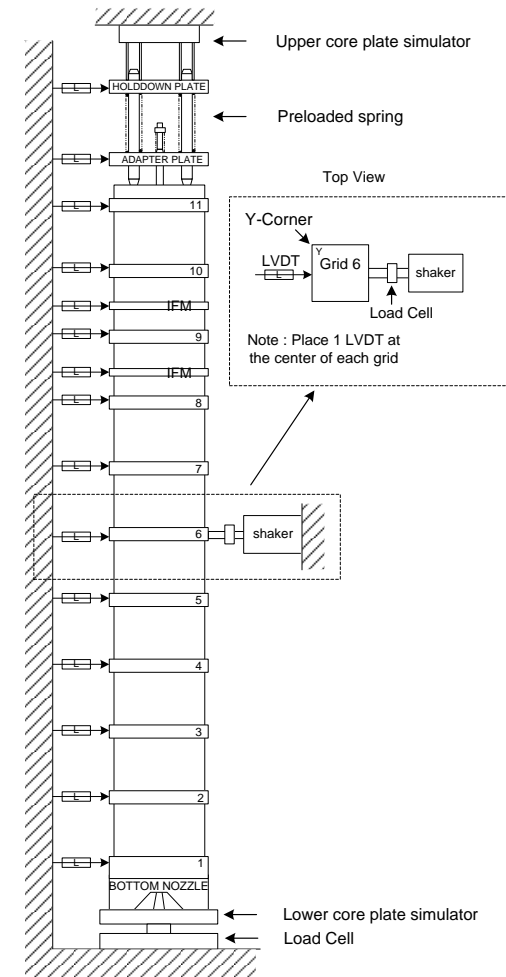 Upper core plate simulator
L
HOLDDOWN PLATE
Preloaded spring
L
ADAPTER PLATE
Top View
L
11
Y-Corner
Y
Grid 6
LVDT
L
shaker
L
10
Load Cell
IFM
L
9
Note : Place 1 LVDT at
the center of each grid
IFM
L
8
L
7
L
6
shaker
L
5
L
4
L
3
L
2
L
1
BOTTOM NOZZLE
Lower core plate simulator
Load Cell